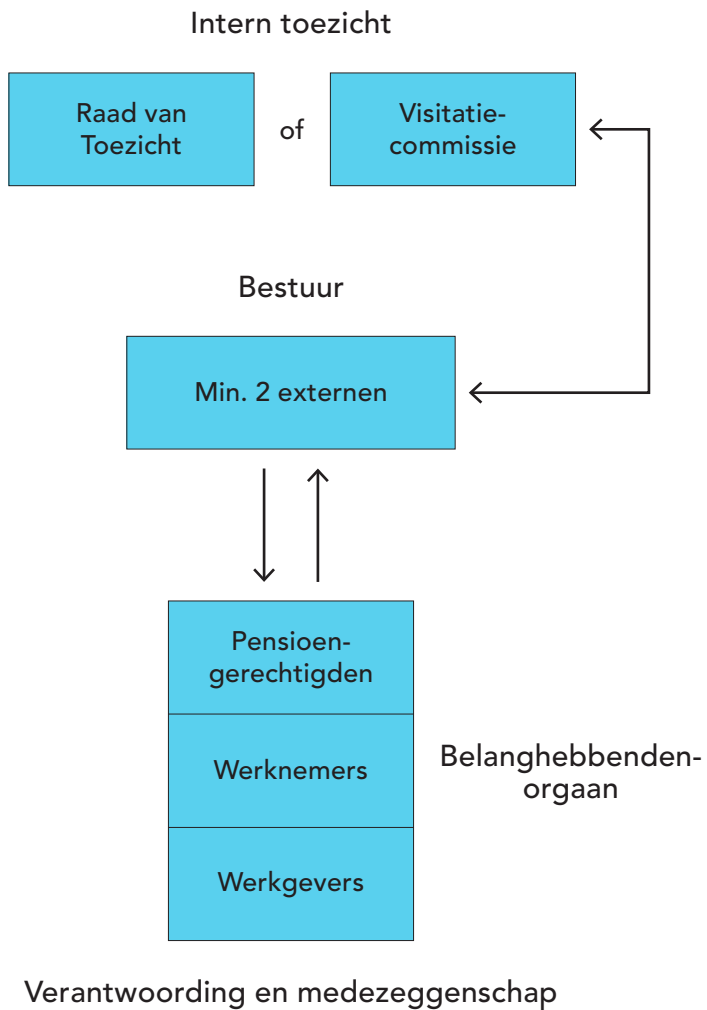 Intern toezicht
Raad van
Toezicht
of
Visitatie-
commissie
Bestuur
Min. 2 externen
Pensioen-
gerechtigden
Werknemers
Belanghebbenden-
orgaan
Werkgevers
Verantwoording en medezeggenschap